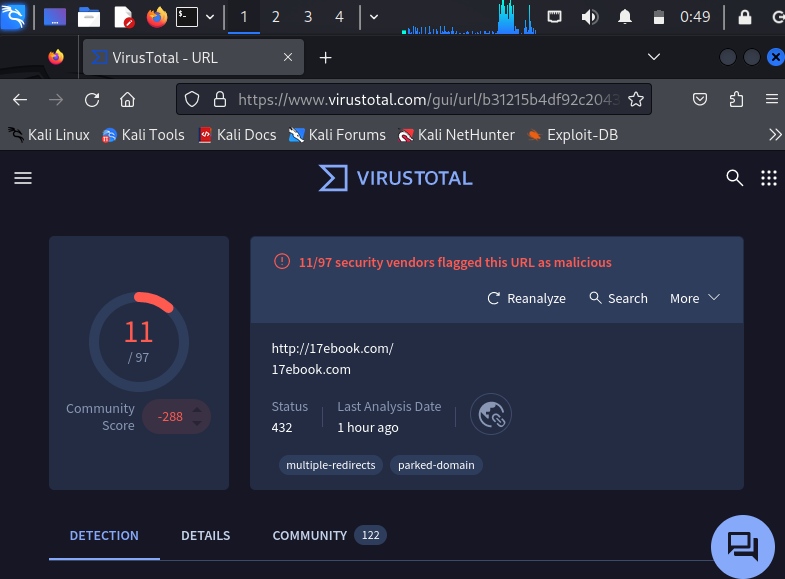 1 2 3 4 0:49
VirusTotal - URL
https://www.virustotal.com/gui/url/b31215b4df92c2043
Kali Linux Kali Tools Kali Docs Kali Forums Kali NetHunter Exploit-DB
VIRUSTOTAL
11/97 security vendors flagged this URL as malicious
Reanalyze Search More
11
/ 97
Community
Score
-288
http://17ebook.com/
17ebook.com
Status Last Analysis Date
432 1 hour ago
multiple-redirects parked-domain
DETECTION DETAILS COMMUNITY 122